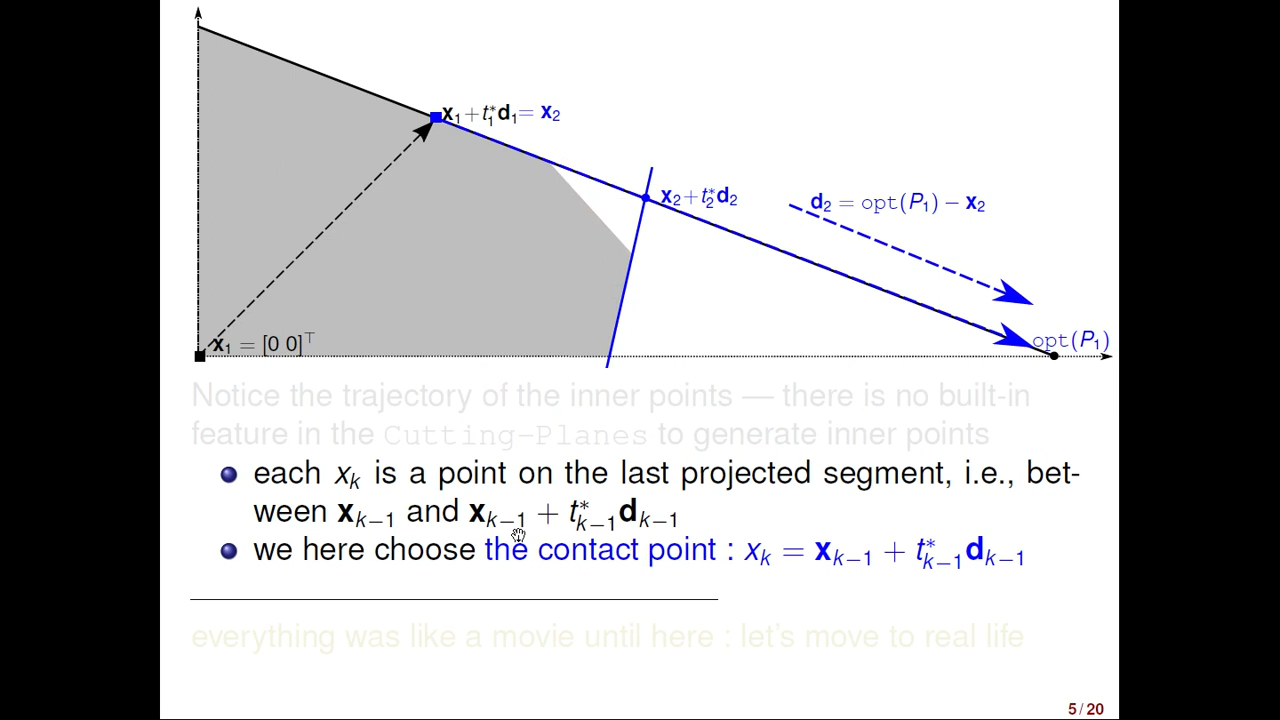 x₁ + t₁*d₁ = x₂
x₂ + t₂*d₂
d₂ = opt(P₁) − x₂
x₁ = [0 0]⊤
opt(P₁)
Notice the trajectory of the inner points — there is no built-in
feature in the Cutting-Planes to generate inner points
each xₖ is a point on the last projected segment, i.e., bet-
ween xₖ₋₁ and xₖ₋₁ + t*ₖ₋₁dₖ₋₁
we here choose the contact point : xₖ = xₖ₋₁ + t*ₖ₋₁dₖ₋₁
everything was like a movie until here : let's move to real life
5 / 20